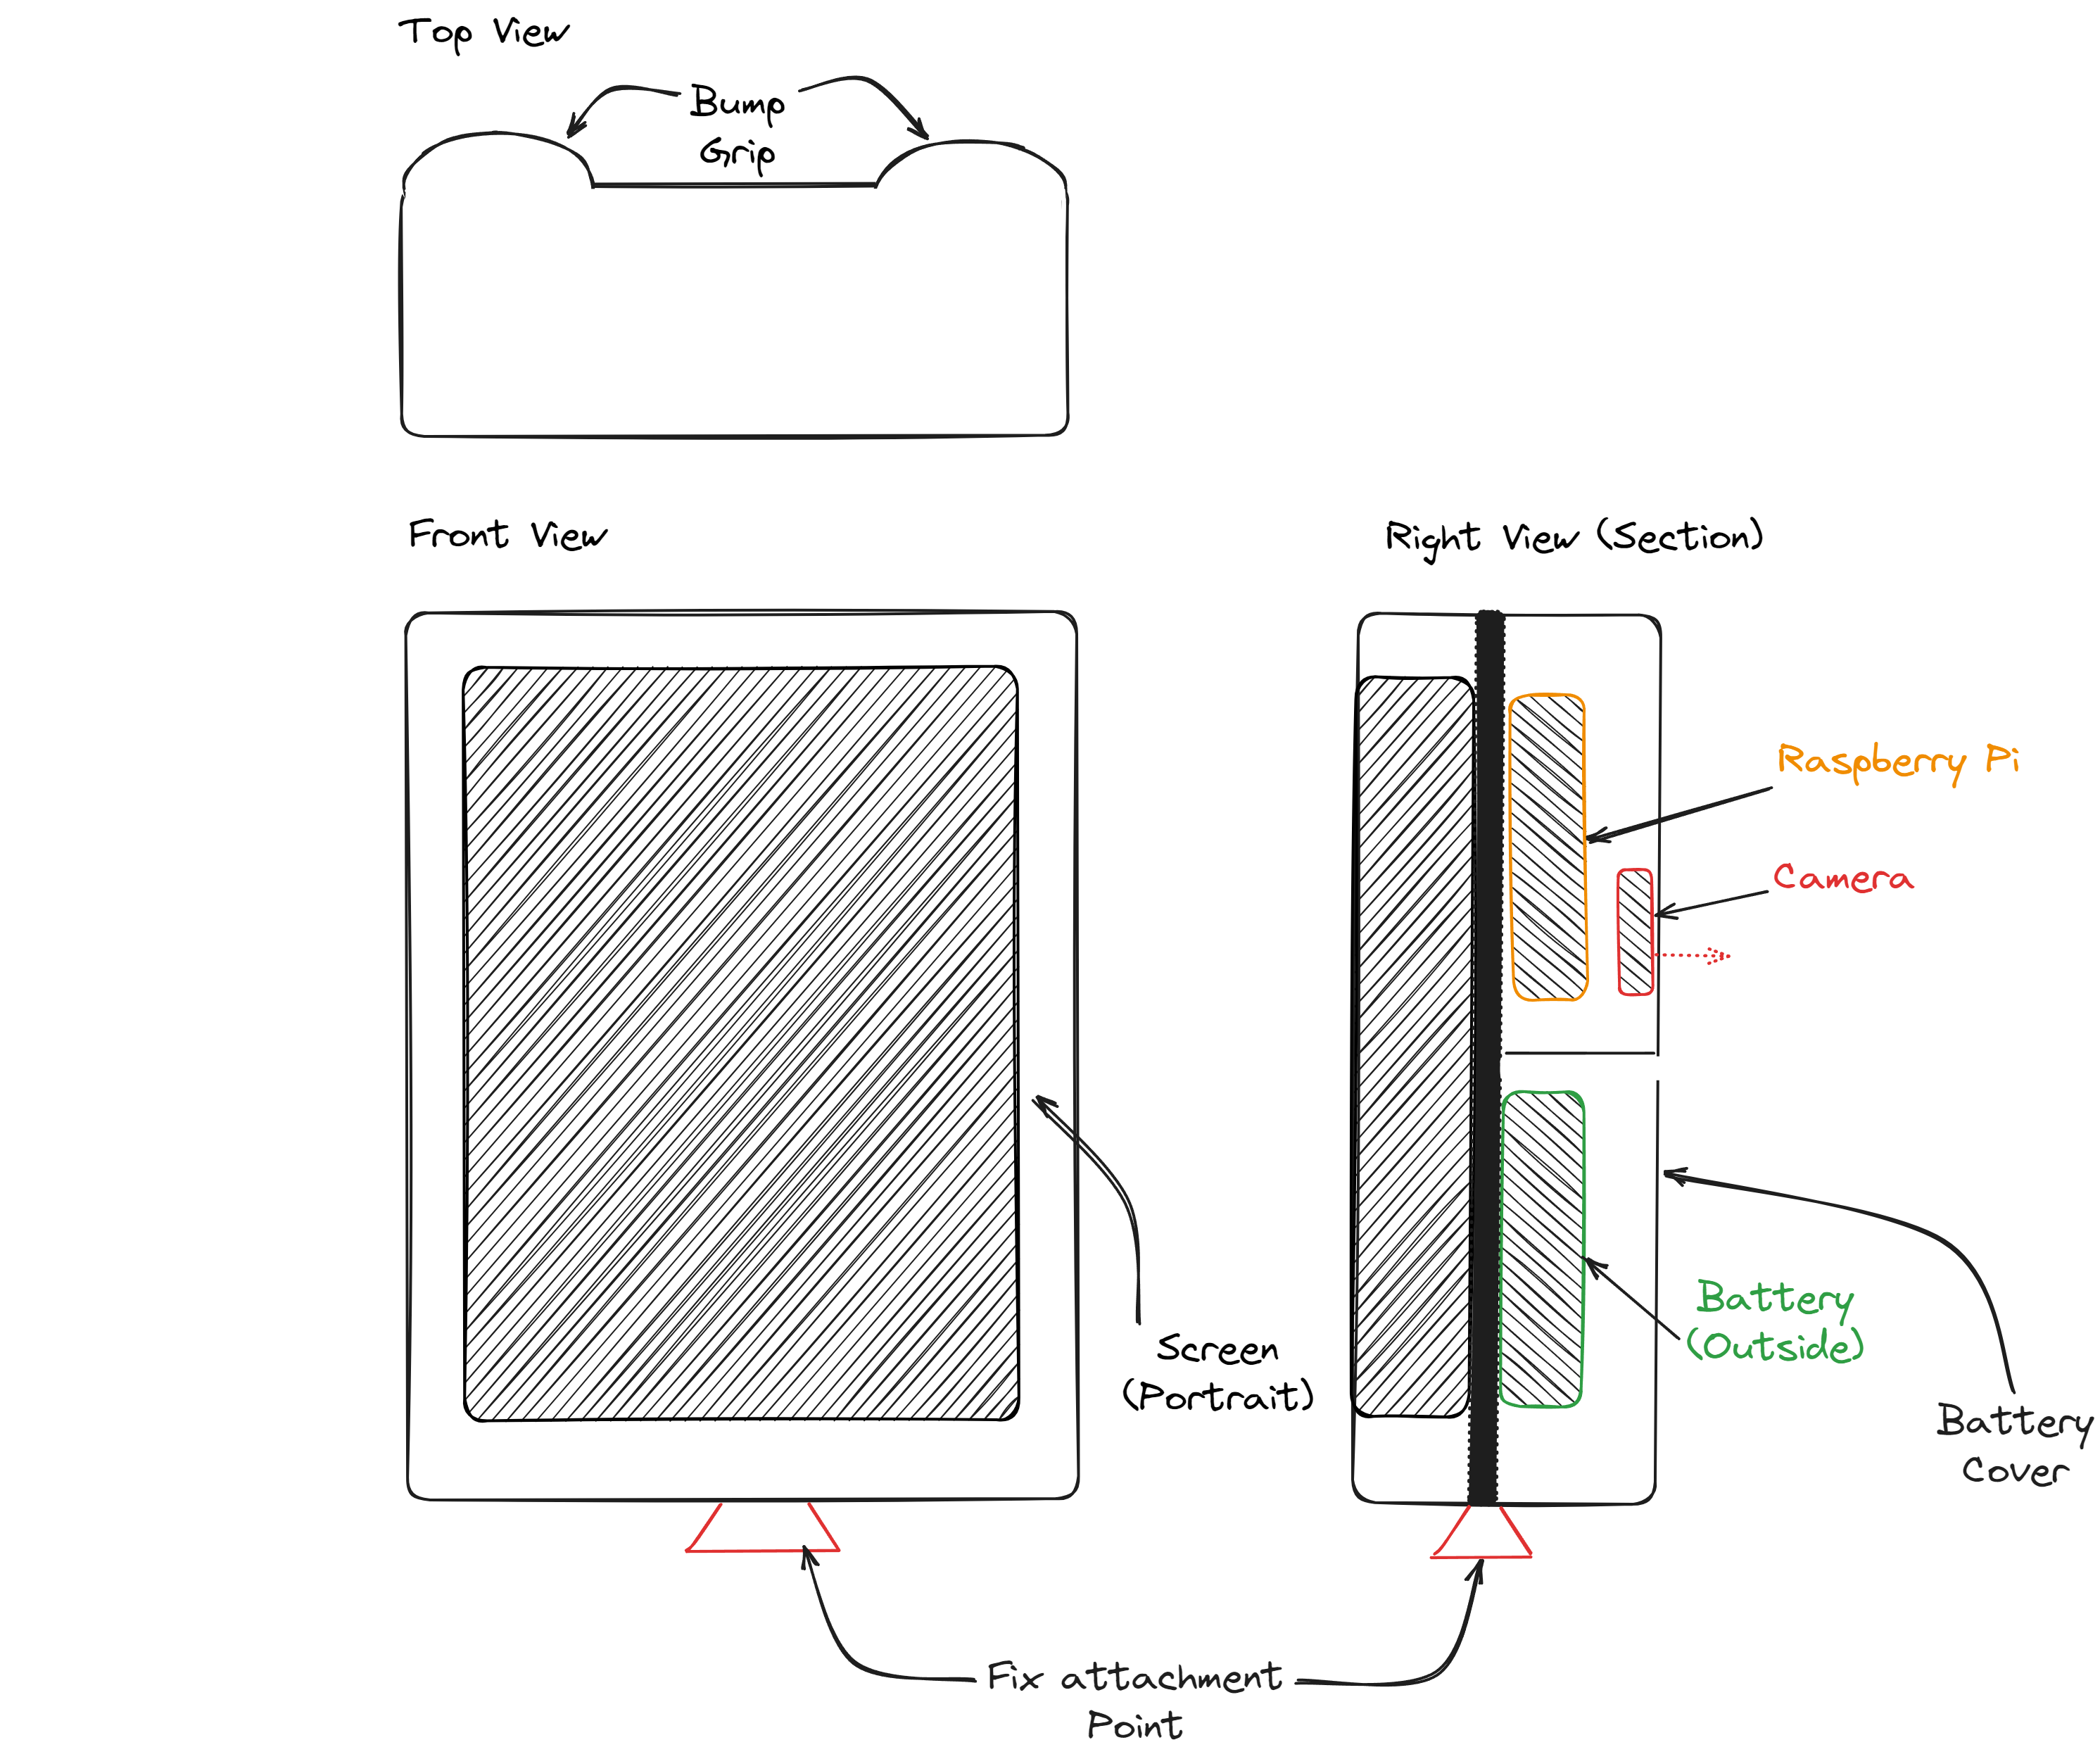 Top View
Bump
Grip
Front View
Right View (Section)
Raspberry Pi
Camera
Battery
(Outside)
Screen
(Portrait)
Battery
Cover
Fix attachment
Point